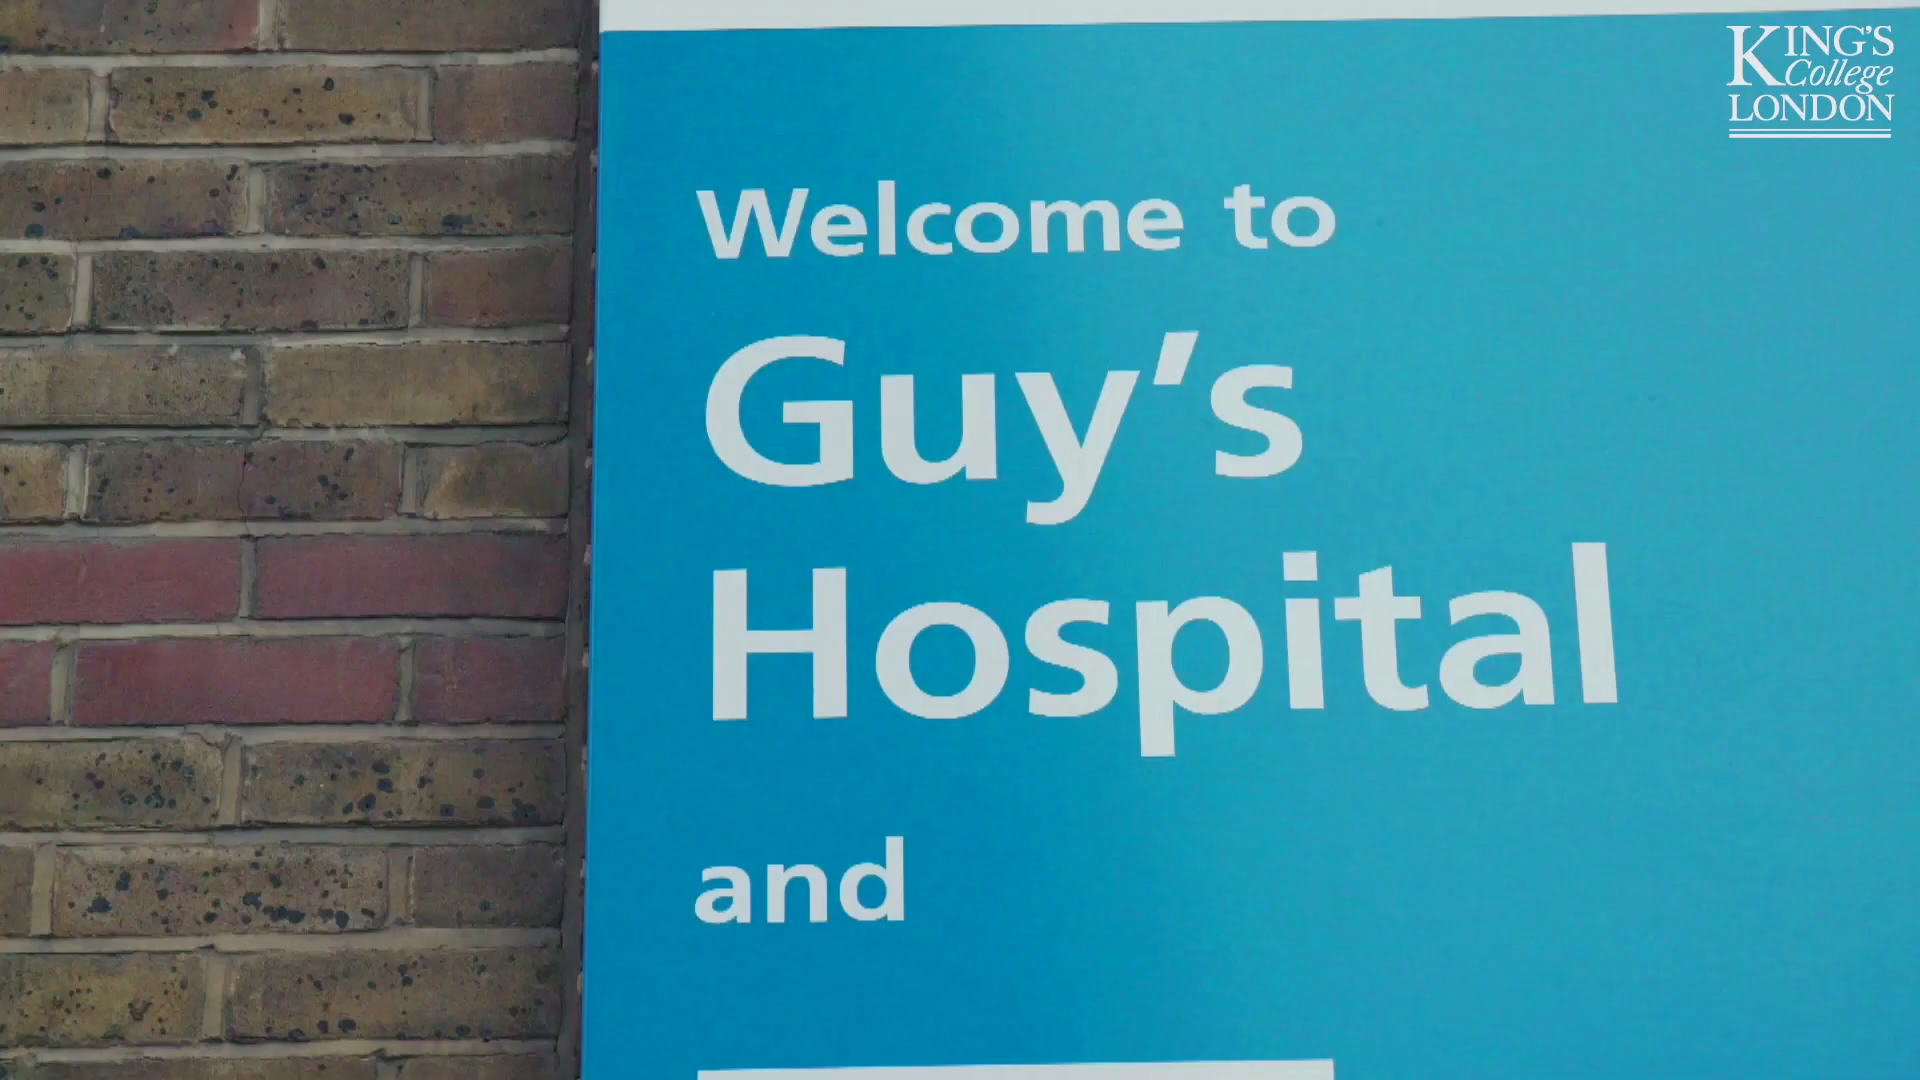 KING'S
College
LONDON
Welcome to
Guy's
Hospital
and